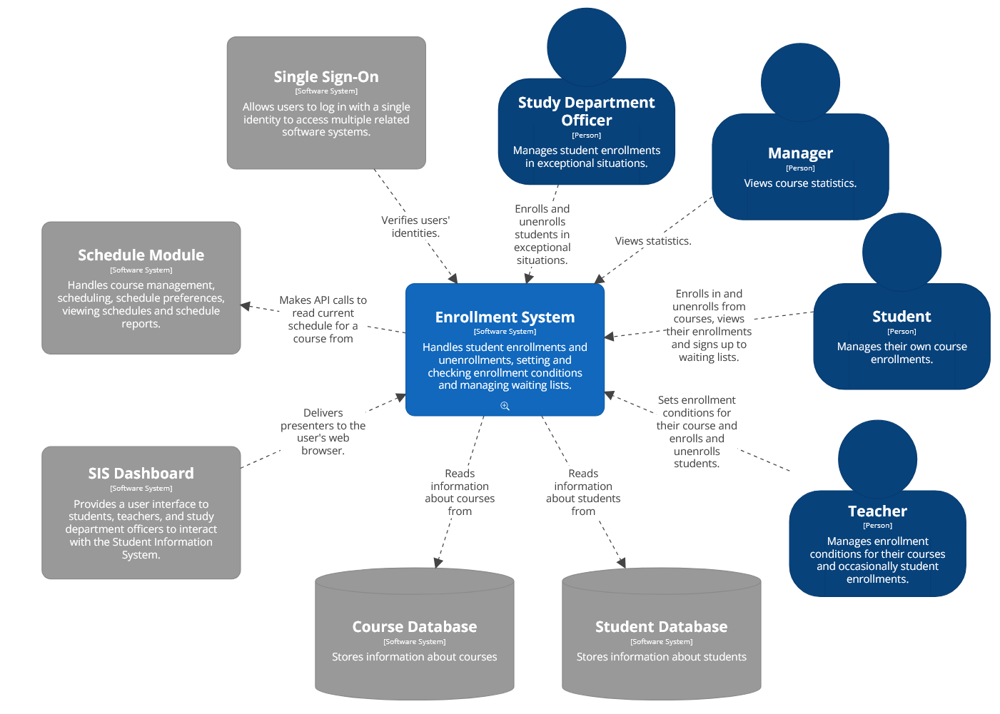 Single Sign-On
[Software System]
Allows users to log in with a single
identity to access multiple related
software systems.
Study Department
Officer
[Person]
Manages student enrollments
in exceptional situations.
Manager
[Person]
Views course statistics.
Verifies users'
identities.
Enrolls and
unenrolls
students in
exceptional
situations.
Views statistics.
Schedule Module
[Software System]
Handles course management,
scheduling, schedule preferences,
viewing schedules and schedule
reports.
Makes API calls to
read current
schedule for a
course from
Enrollment System
[Software System]
Handles student enrollments and
unenrollments, setting and
checking enrollment conditions
and managing waiting lists.
Enrolls in and
unenrolls from
courses, views
their enrollments
and signs up to
waiting lists.
Student
[Person]
Manages their own course
enrollments.
Delivers
presenters to the
user's web
browser.
Sets enrollment
conditions for
their course and
enrolls and
unenrolls
students.
SIS Dashboard
[Software System]
Provides a user interface to
students, teachers, and study
department officers to interact
with the Student Information
System.
Reads
information
about courses
from
Reads
information
about students
from
Teacher
[Person]
Manages enrollment
conditions for their courses
and occasionally student
enrollments.
Course Database
[Software System]
Stores information about courses
Student Database
[Software System]
Stores information about students